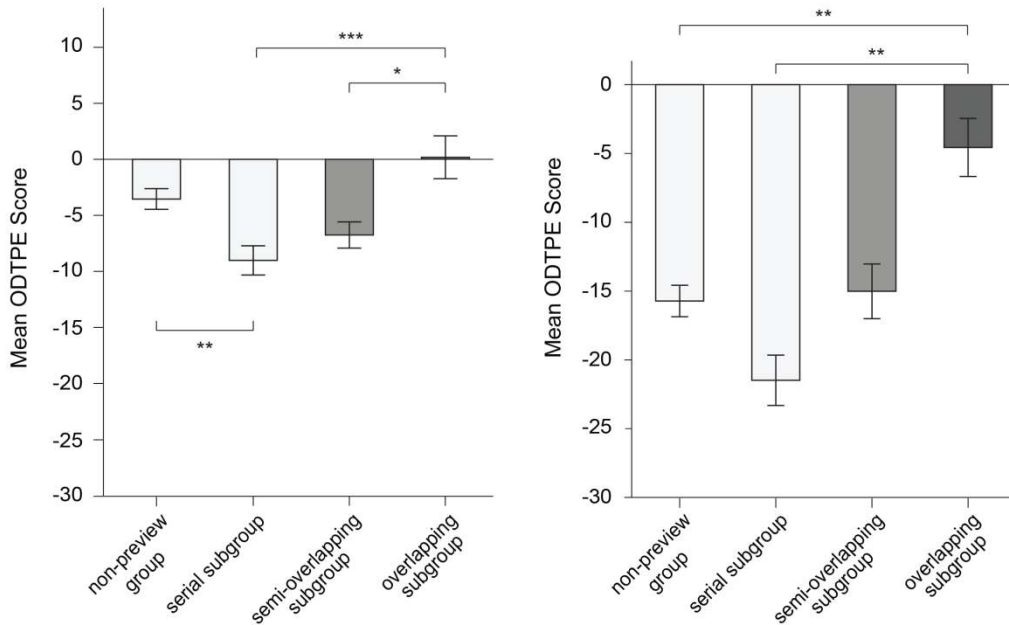 ***
*
10
5
0
-5
-10
-15
-20
-25
-30
**
Mean ODTPE Score
non-preview
group
serial subgroup
semi-overlapping
subgroup
overlapping
subgroup
**
**
0
-5
-10
-15
-20
-25
-30
Mean ODTPE Score
non-preview
group
serial subgroup
semi-overlapping
subgroup
overlapping
subgroup